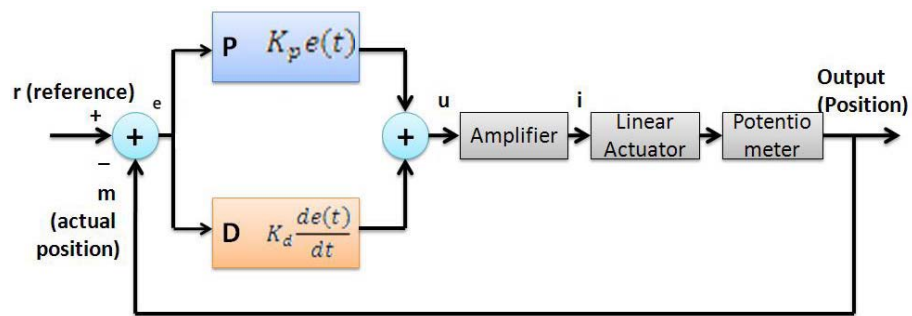 r (reference)
+
+
−
e
m
(actual
position)
P K_p e(t)
D K_d de(t)/dt
+
u
Amplifier
i
Linear
Actuator
Potentio
meter
Output
(Position)